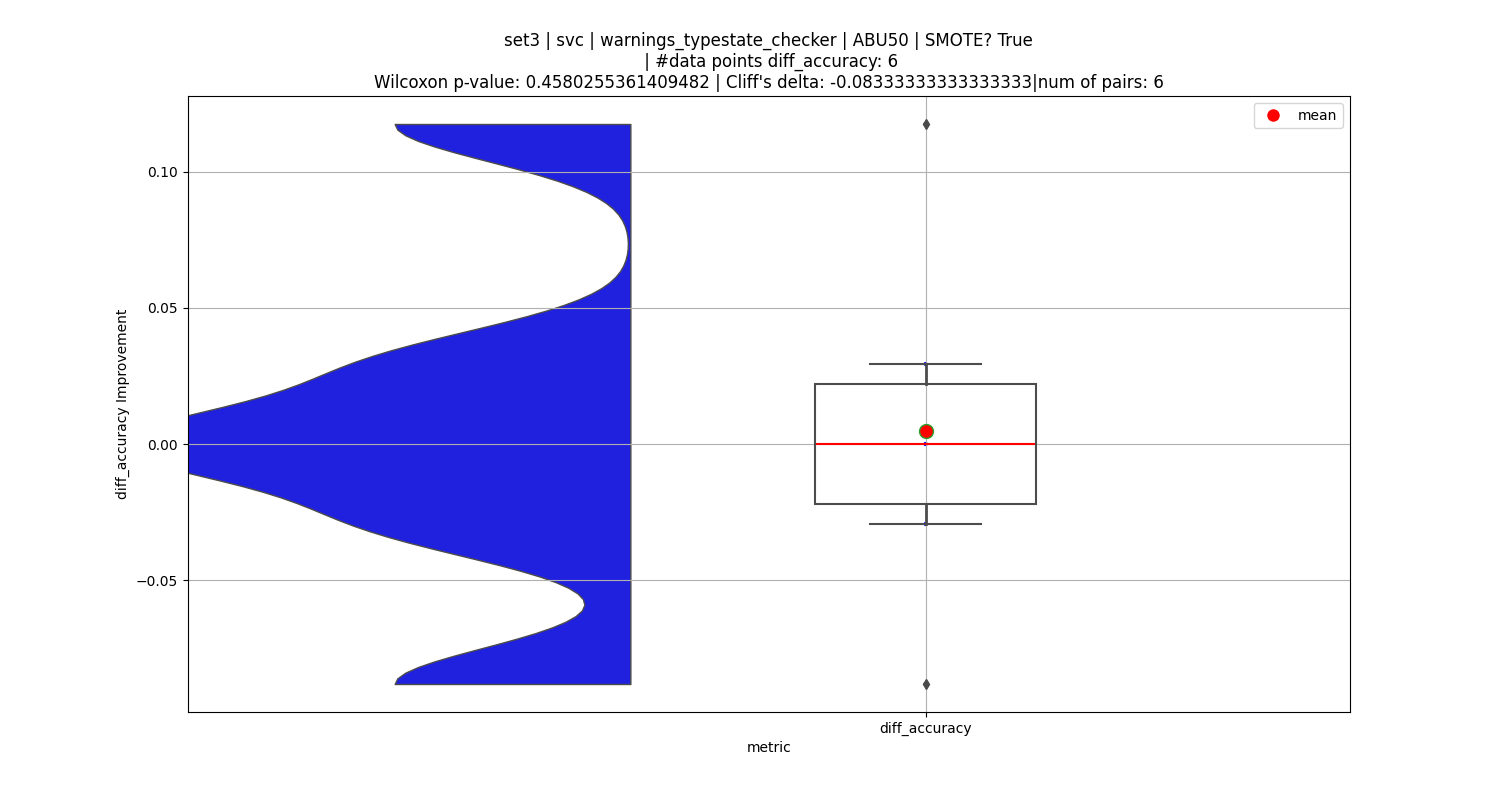 set3 | svc | warnings_typestate_checker | ABU50 | SMOTE? True
| #data points diff_accuracy: 6
Wilcoxon p-value: 0.4580255361409482 | Cliff's delta: -0.08333333333333333|num of pairs: 6
mean
0.10
0.05
0.00
−0.05
diff_accuracy Improvement
diff_accuracy
metric